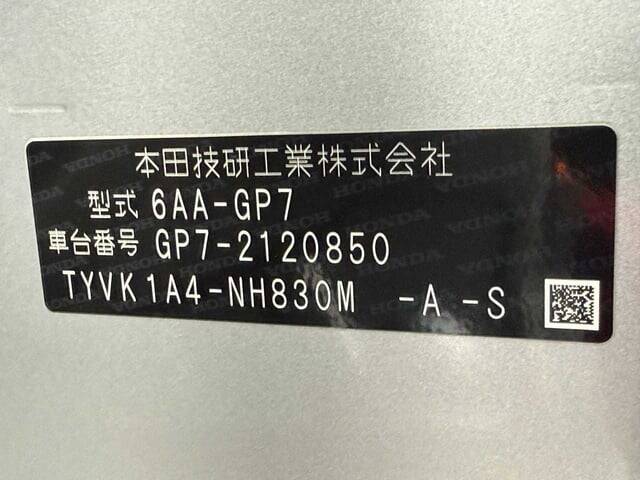 本田技研工業株式会社
型式 6AA-GP7
車台番号 GP7-2120850
TYVK1A4-NH830M -A -S